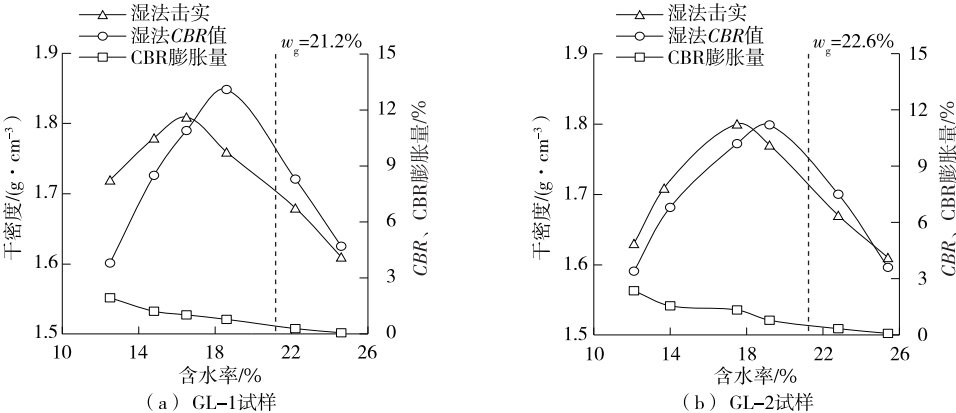 湿法击实
湿法CBR值
CBR膨胀量
1.9
1.8
1.7
1.6
1.5
干密度/(g·cm⁻³)
w_g=21.2%
15
12
9
6
3
0
CBR、CBR膨胀量/%
10 14 18 22 26
含水率/%
(a) GL-1试样
湿法击实
湿法CBR值
CBR膨胀量
1.9
1.8
1.7
1.6
1.5
干密度/(g·cm⁻³)
w_g=22.6%
15
12
9
6
3
0
CBR、CBR膨胀量/%
10 14 18 22 26
含水率/%
(b) GL-2试样